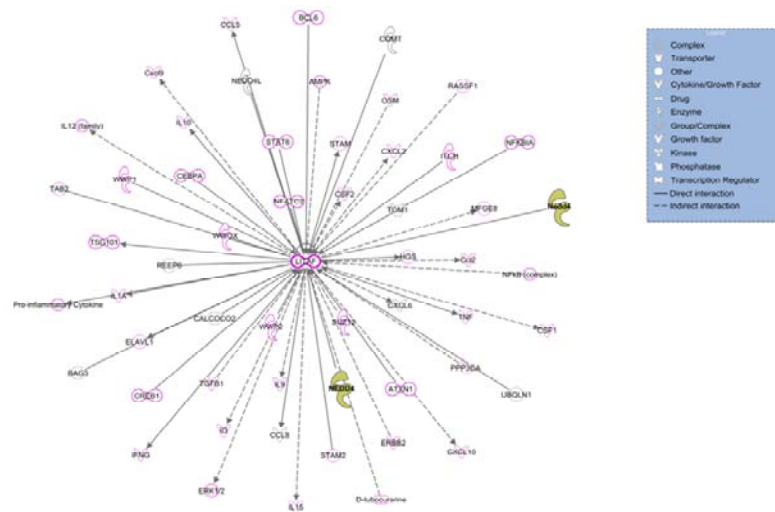 BCL6
CCL5
COMT
NEDD4L
AMPK
RASSF1
Cxcl9
OSM
IL10
IL12 (family)
STAT6
STAM
CXCL2
ITCH
NFKBIA
WWP1
CEBPA
TAB2
CSF2
TOM1
MFGE8
WWOX
TSG101
HGS
REEP6
NFkB (complex)
Pro-inflammatory Cytokine
IL1A
CXCL6
TNF
CSF1
CALCOCO2
WWP2
SUZ12
ELAVL1
PPP3CA
BAG3
UBQLN1
CREB1
TGFB1
IL9
NEDD4
ATXN1
CCL8
ERBB2
CXCL10
IFNG
STAM2
ERK1/2
IL15
D-tubocurarine
Legend
Complex
Transporter
Other
Cytokine/Growth Factor
Drug
Enzyme
Group/Complex
Growth factor
Kinase
Phosphatase
Transcription Regulator
Direct interaction
Indirect interaction